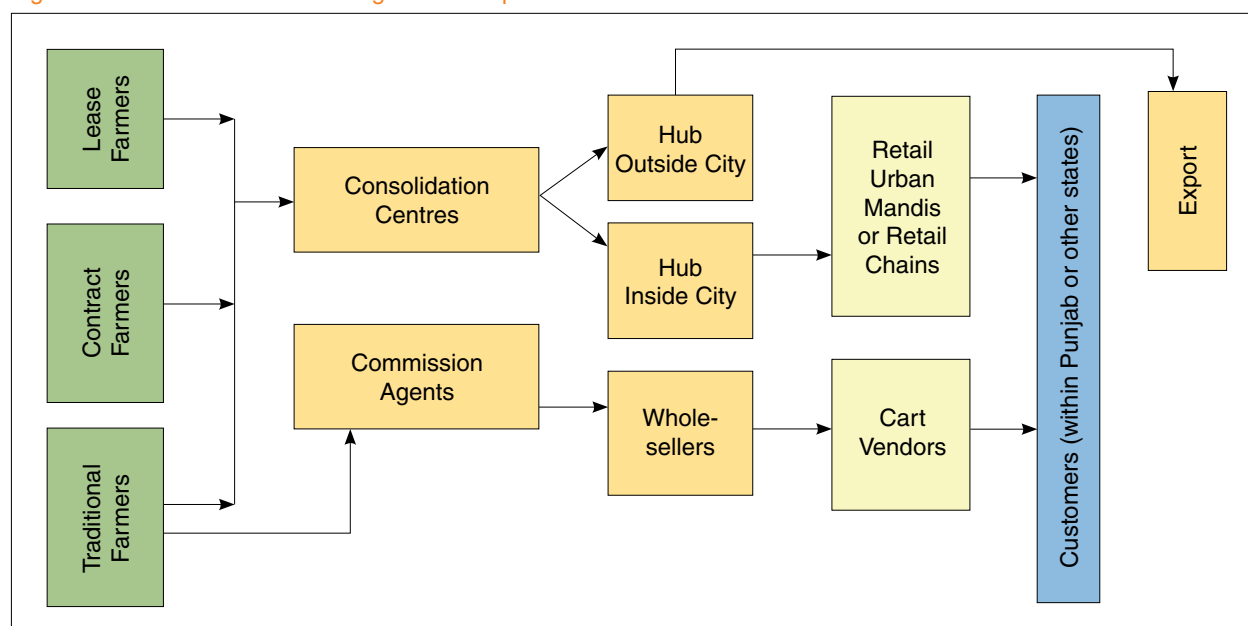 Lease
Farmers
Contract
Farmers
Traditional
Farmers
Consolidation
Centres
Commission
Agents
Hub
Outside City
Hub
Inside City
Whole-
sellers
Retail
Urban
Mandis
or Retail
Chains
Cart
Vendors
Customers (within Punjab or other states)
Export